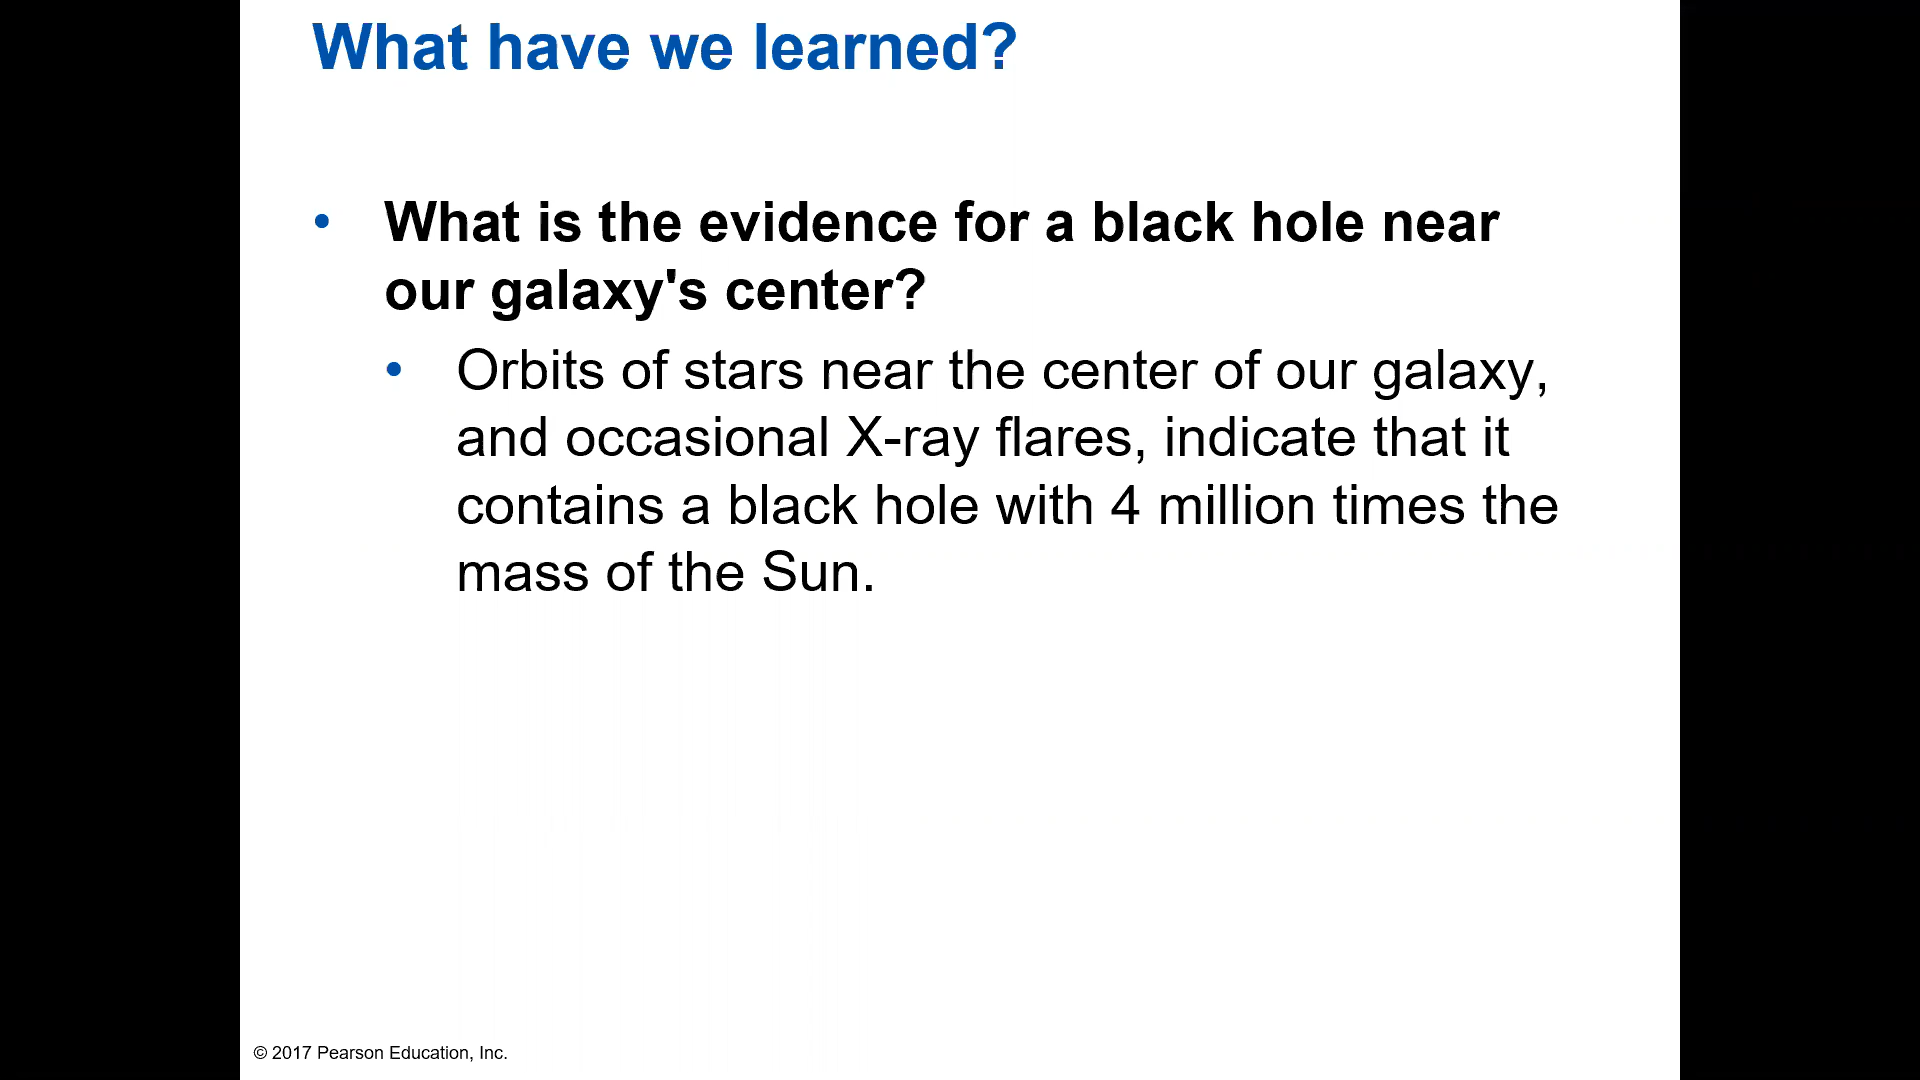 What have we learned?
• What is the evidence for a black hole near
our galaxy's center?
• Orbits of stars near the center of our galaxy,
and occasional X-ray flares, indicate that it
contains a black hole with 4 million times the
mass of the Sun.
© 2017 Pearson Education, Inc.